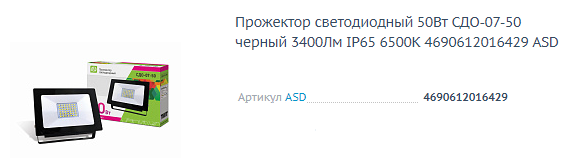 Прожектор светодиодный 50Вт СДО-07-50
черный 3400Лм IP65 6500К 4690612016429 ASD
Артикул ASD 4690612016429
СДО-07-50